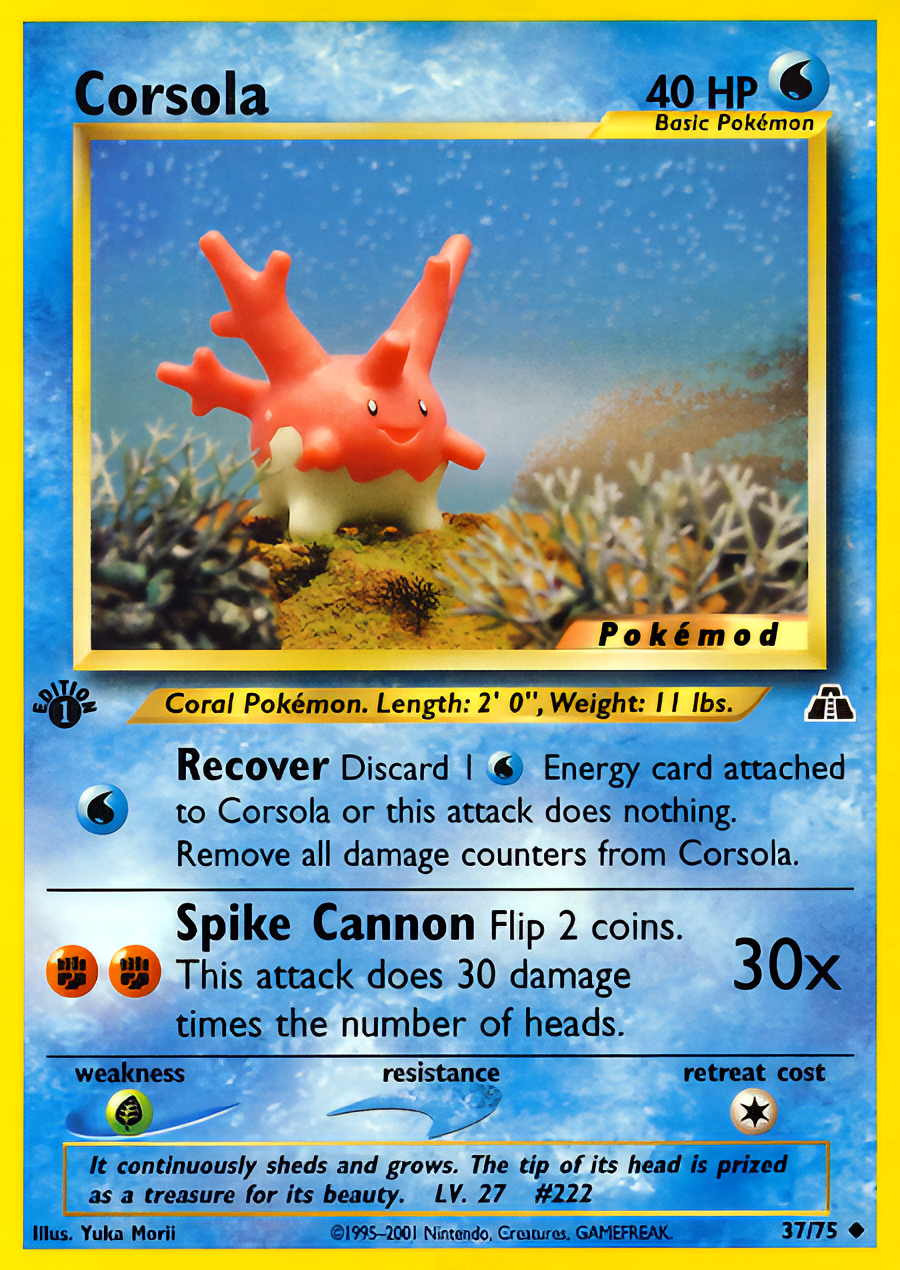 Corsola
40 HP
Basic Pokémon
Pokémod
EDITION
1
Coral Pokémon. Length: 2' 0", Weight: 11 lbs.
Recover Discard 1 Energy card attached
to Corsola or this attack does nothing.
Remove all damage counters from Corsola.
Spike Cannon Flip 2 coins.
This attack does 30 damage
times the number of heads.
30x
weakness
resistance
retreat cost
It continuously sheds and grows. The tip of its head is prized
as a treasure for its beauty. LV. 27 #222
Illus. Yuka Morii
©1995-2001 Nintendo, Creatures, GAMEFREAK.
37/75